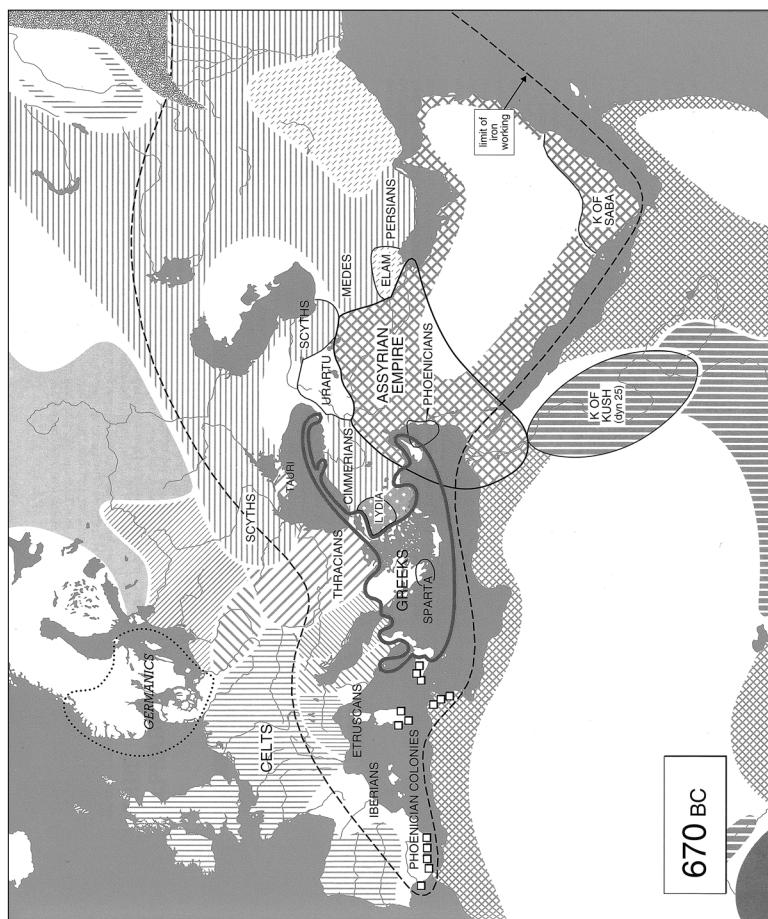 GERMANICS
CELTS
SCYTHS
TAURI
THRACIANS
CIMMERIANS
SCYTHS
URARTU
MEDES
ELAM
PERSIANS
ASSYRIAN
EMPIRE
PHOENICIANS
LYDIA
GREEKS
SPARTA
ETRUSCANS
IBERIANS
PHOENICIAN COLONIES
K OF
KUSH
(dyn 25)
K OF
SABA
limit of
iron
working
670 BC